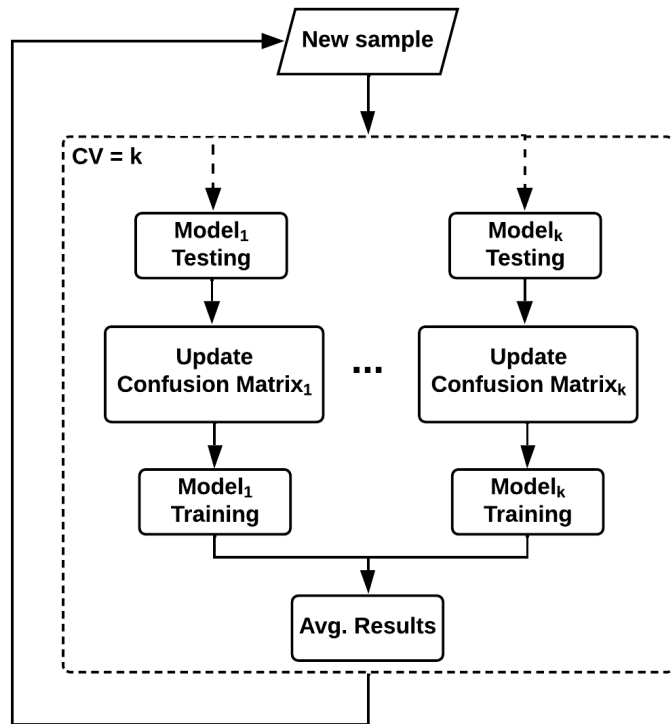 New sample
CV = k
Model₁
Testing
Modelₖ
Testing
Update
Confusion Matrix₁
...
Update
Confusion Matrixₖ
Model₁
Training
Modelₖ
Training
Avg. Results